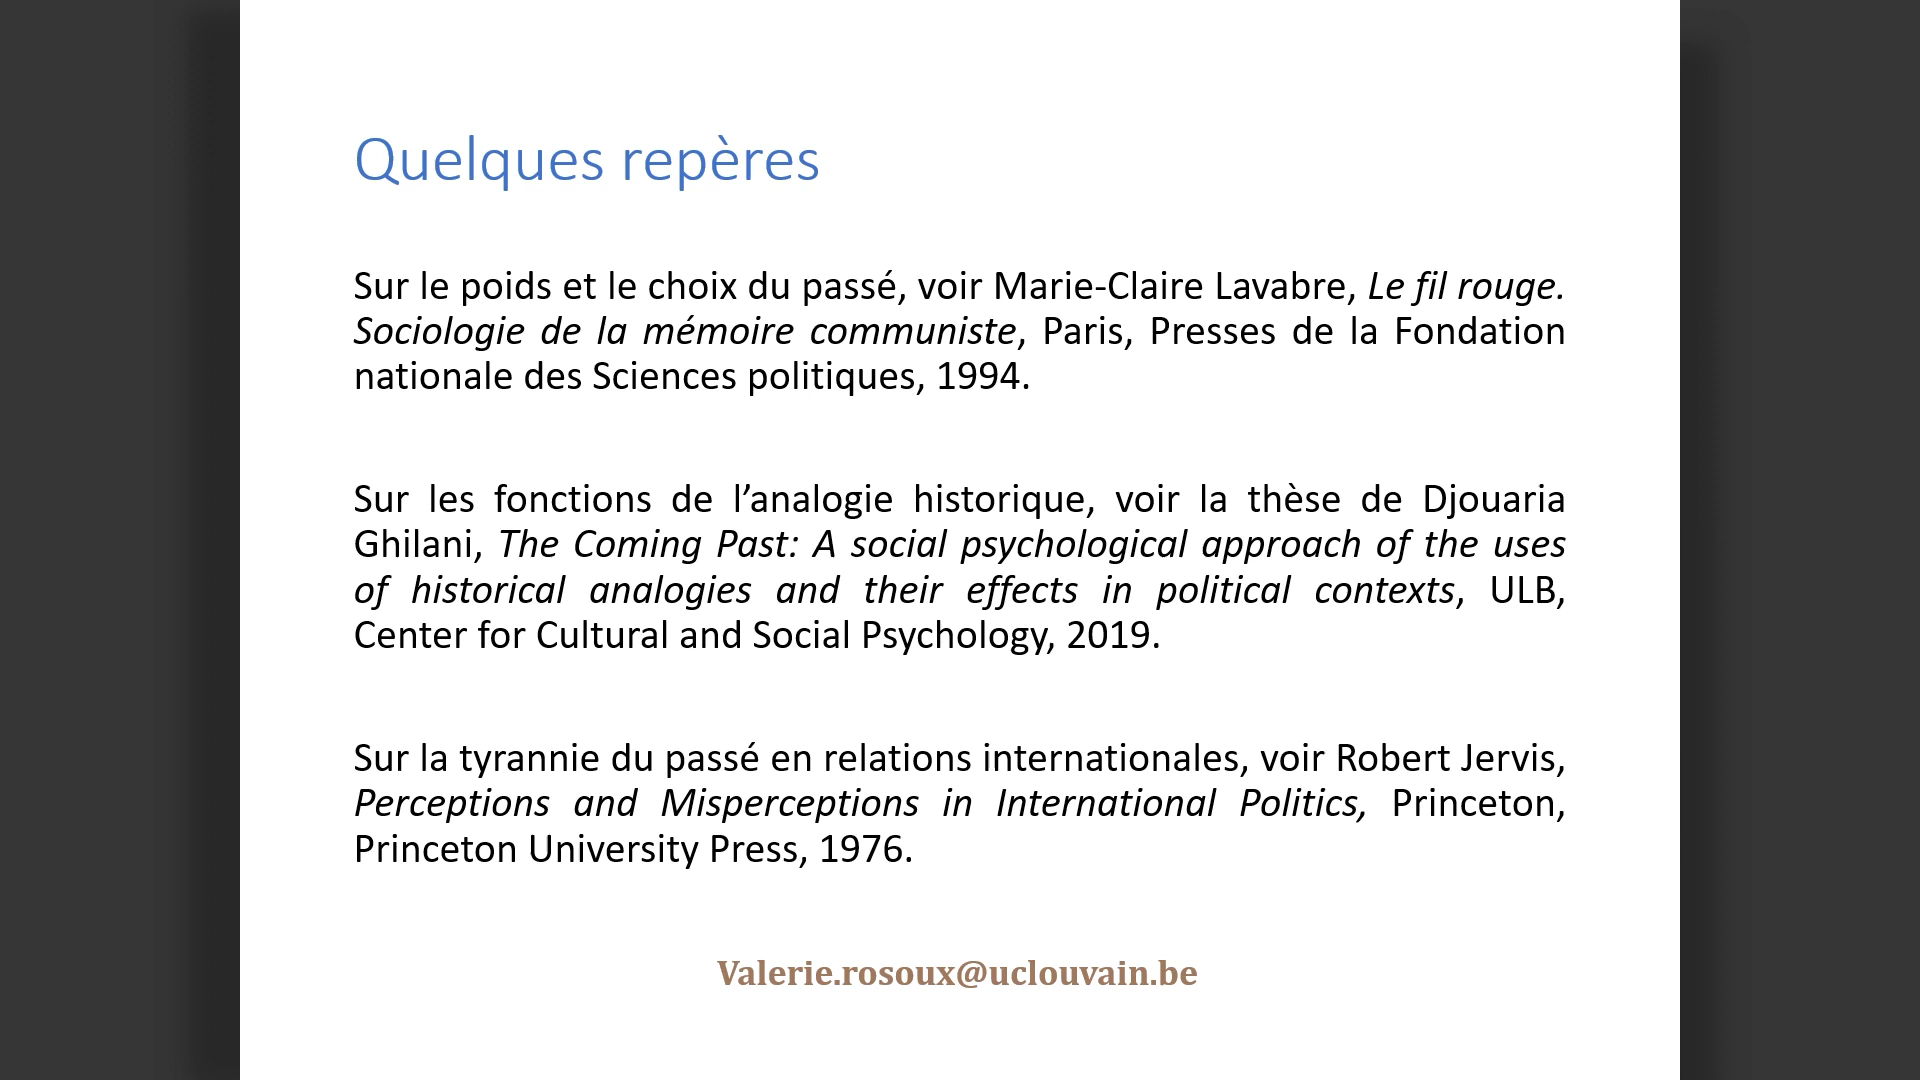 Quelques repères
Sur le poids et le choix du passé, voir Marie-Claire Lavabre, Le fil rouge.
Sociologie de la mémoire communiste, Paris, Presses de la Fondation
nationale des Sciences politiques, 1994.
Sur les fonctions de l’analogie historique, voir la thèse de Djouaria
Ghilani, The Coming Past: A social psychological approach of the uses
of historical analogies and their effects in political contexts, ULB,
Center for Cultural and Social Psychology, 2019.
Sur la tyrannie du passé en relations internationales, voir Robert Jervis,
Perceptions and Misperceptions in International Politics, Princeton,
Princeton University Press, 1976.
Valerie.rosoux@uclouvain.be